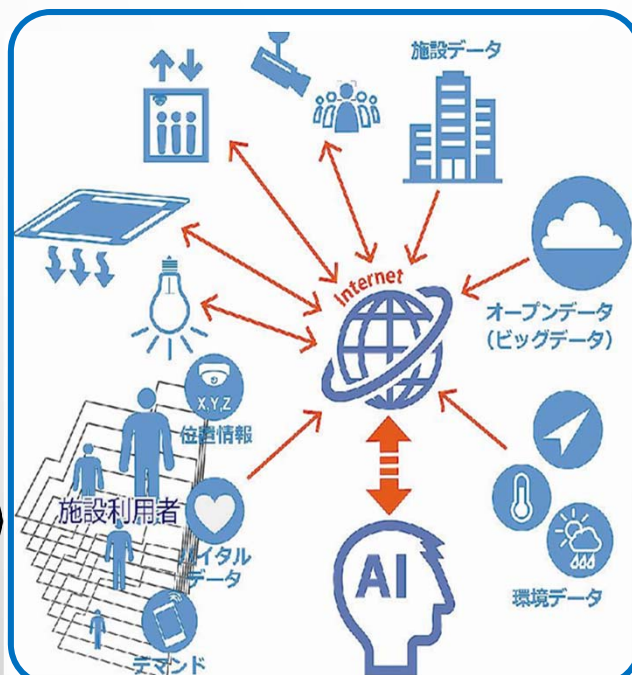 施設データ
internet
オープンデータ
（ビッグデータ）
X,Y,Z
位置情報
施設利用者
バイタル
データ
デマンド
AI
環境データ